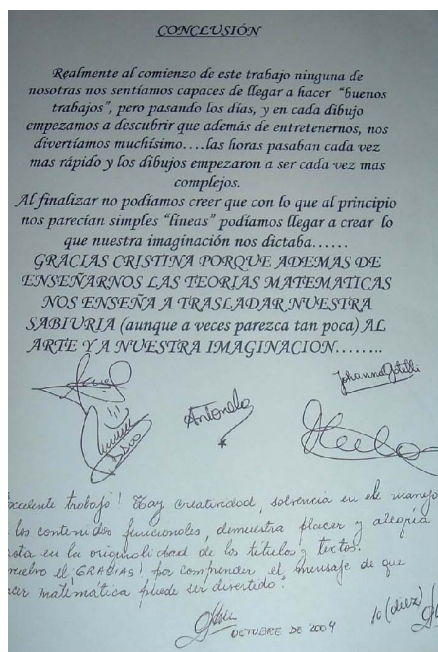 CONCLUSIÓN
Realmente al comienzo de este trabajo ninguna de
nosotras nos sentíamos capaces de llegar a hacer "buenos
trabajos", pero pasando los días, y en cada dibujo
empezamos a descubrir que además de entretenernos, nos
divertíamos muchísimo....las horas pasaban cada vez
mas rápido y los dibujos empezaron a ser cada vez mas
complejos.
Al finalizar no podíamos creer que con lo que al principio
nos parecían simples "líneas" podíamos llegar a crear lo
que nuestra imaginación nos dictaba......
GRACIAS CRISTINA PORQUE ADEMAS DE
ENSEÑARNOS LAS TEORIAS MATEMATICAS
NOS ENSEÑA A TRASLADAR NUESTRA
SABIURIA (aunque a veces parezca tan poca) AL
ARTE Y A NUESTRA IMAGINACION........
Johanna Gatelli
Antonela
xcelente trabajo! Hay creatividad, solvencia en el manejo
los contenidos funcionales, demuestra placer y alegría
ota en la originalidad de los títulos y textos.
uelvo el ¡GRACIAS! por comprender el mensaje de que
cer matemática puede ser divertido.
OCTUBRE DE 2004
10 (diez)